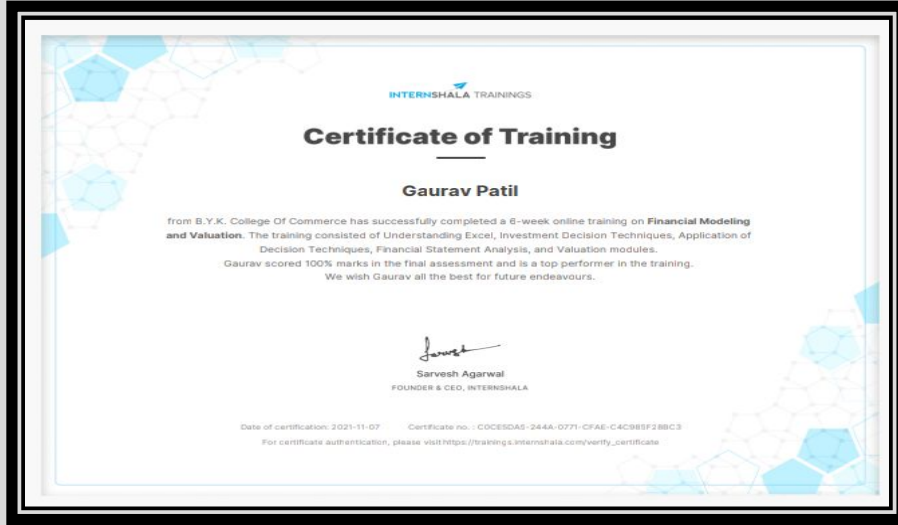 INTERNSHALA TRAININGS
Certificate of Training
Gaurav Patil
from B.Y.K. College Of Commerce has successfully completed a 6-week online training on Financial Modeling
and Valuation. The training consisted of Understanding Excel, Investment Decision Techniques, Application of
Decision Techniques, Financial Statement Analysis, and Valuation modules.
Gaurav scored 100% marks in the final assessment and is a top performer in the training.
We wish Gaurav all the best for future endeavours.
Sarvesh Agarwal
FOUNDER & CEO, INTERNSHALA
Date of certification: 2021-11-07 Certificate no. :
For certificate authentication, please visit https://trainings.internshala.com/verify_certificate